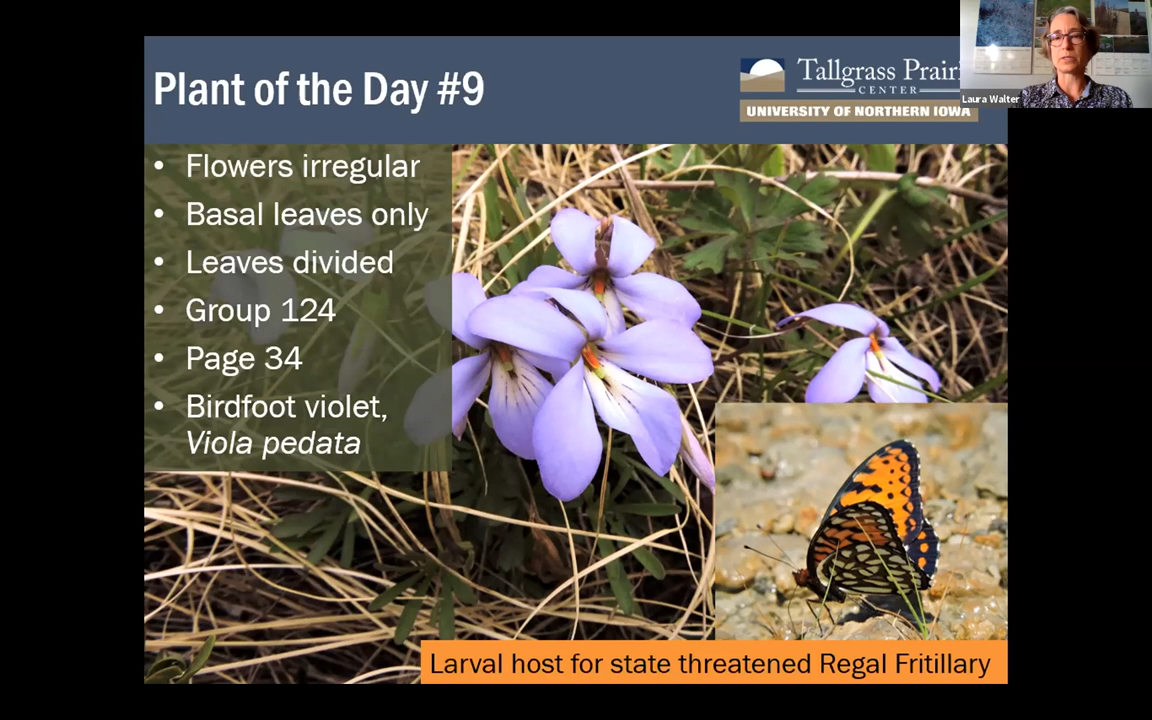 Plant of the Day #9
Tallgrass Prairi
CENTER
UNIVERSITY OF NORTHERN IOWA
Laura Walter
• Flowers irregular
• Basal leaves only
• Leaves divided
• Group 124
• Page 34
• Birdfoot violet,
Viola pedata
Larval host for state threatened Regal Fritillary